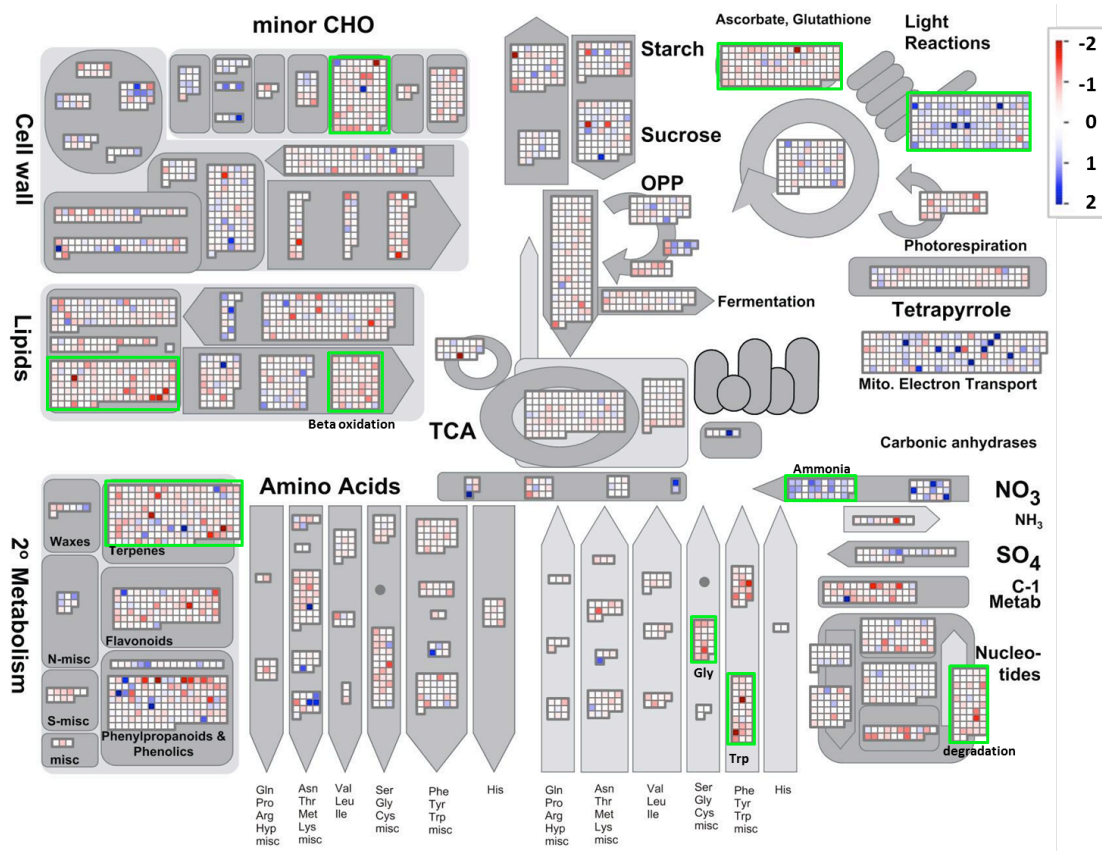 minor CHO
Cell wall
Lipids
Beta oxidation
Starch
Sucrose
OPP
Fermentation
TCA
Ascorbate, Glutathione
Light
Reactions
-2
-1
0
1
2
Photorespiration
Tetrapyrrole
Mito. Electron Transport
Carbonic anhydrases
Amino Acids
2º Metabolism
Waxes
Terpenes
N-misc
Flavonoids
S-misc
Phenylpropanoids &
Phenolics
misc
Ammonia
NO3
NH3
SO4
C-1
Metab
Nucleo-
tides
degradation
Gly
Trp
Gln
Pro
Arg
Hyp
misc
Asn
Thr
Met
Lys
misc
Val
Leu
Ile
Ser
Gly
Cys
misc
Phe
Tyr
Trp
misc
His
Gln
Pro
Arg
Hyp
misc
Asn
Thr
Met
Lys
misc
Val
Leu
Ile
Ser
Gly
Cys
misc
Phe
Tyr
Trp
misc
His